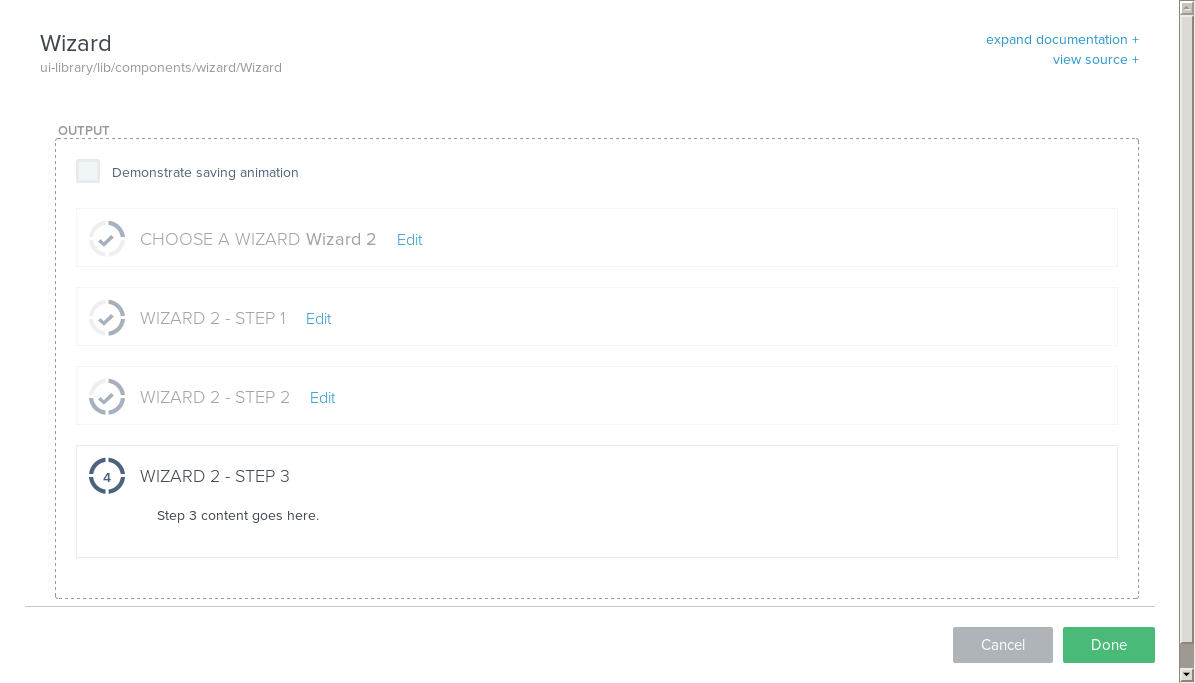 Wizard
ui-library/lib/components/wizard/Wizard
expand documentation +
view source +
OUTPUT
Demonstrate saving animation
CHOOSE A WIZARD Wizard 2 Edit
WIZARD 2 - STEP 1 Edit
WIZARD 2 - STEP 2 Edit
4 WIZARD 2 - STEP 3
Step 3 content goes here.
Cancel Done